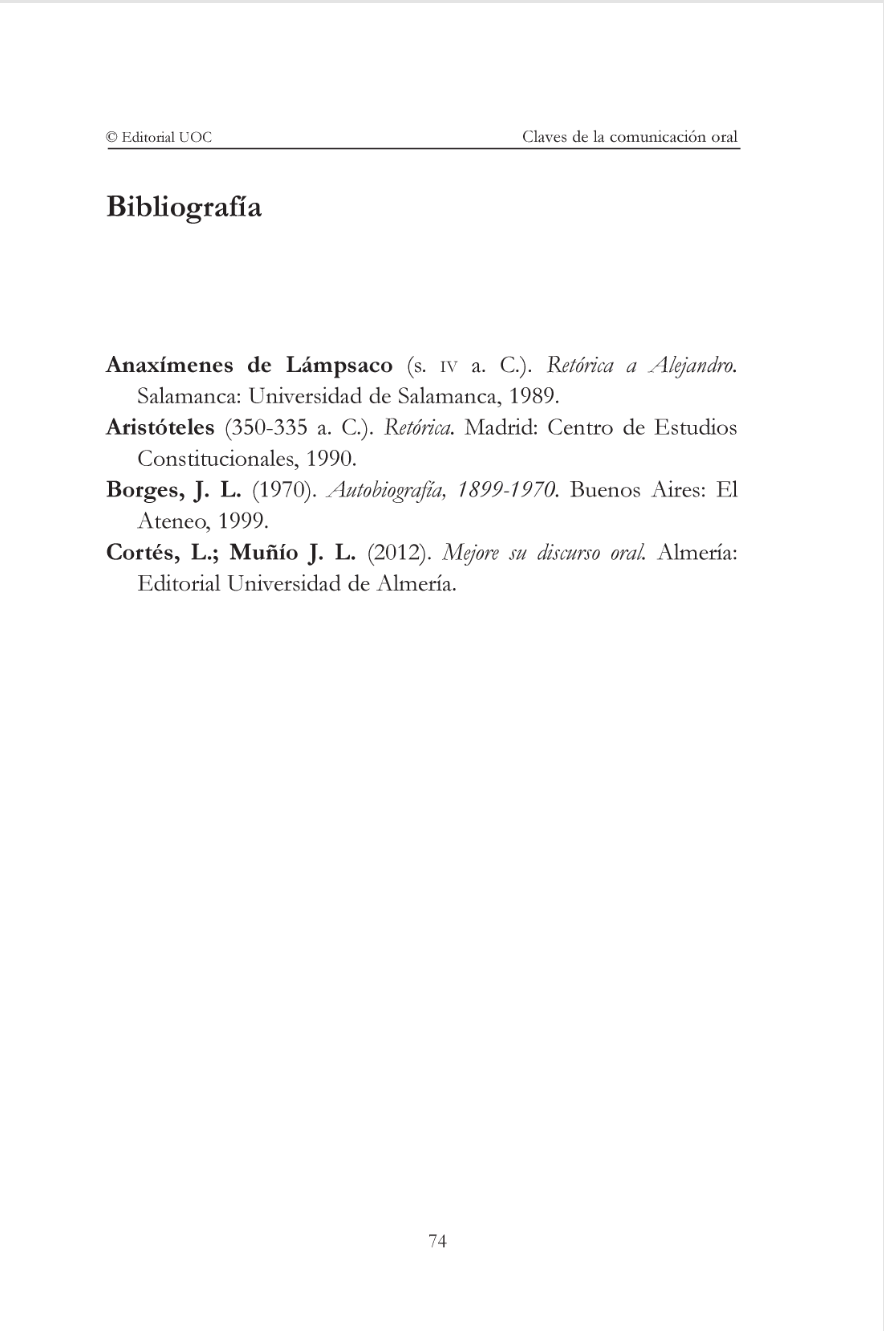 © Editorial UOC Claves de la comunicación oral
Bibliografía
Anaxímenes de Lámpsaco (s. IV a. C.). Retórica a Alejandro.
Salamanca: Universidad de Salamanca, 1989.
Aristóteles (350-335 a. C.). Retórica. Madrid: Centro de Estudios
Constitucionales, 1990.
Borges, J. L. (1970). Autobiografía, 1899-1970. Buenos Aires: El
Ateneo, 1999.
Cortés, L.; Muñío J. L. (2012). Mejore su discurso oral. Almería:
Editorial Universidad de Almería.
74